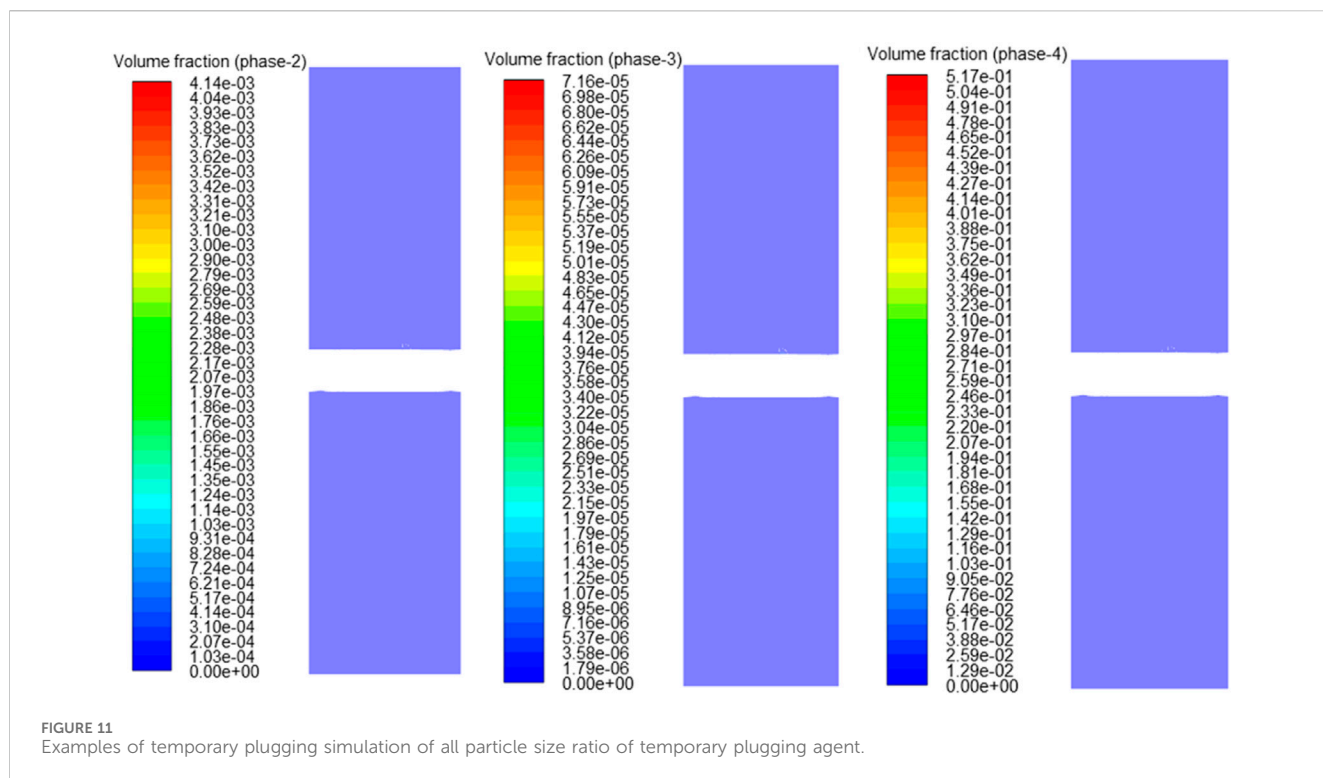 Volume fraction (phase-2)
4.14e-03
4.04e-03
3.93e-03
3.83e-03
3.73e-03
3.62e-03
3.52e-03
3.42e-03
3.31e-03
3.21e-03
3.10e-03
3.00e-03
2.90e-03
2.79e-03
2.69e-03
2.59e-03
2.48e-03
2.38e-03
2.28e-03
2.17e-03
2.07e-03
1.97e-03
1.86e-03
1.76e-03
1.66e-03
1.55e-03
1.45e-03
1.34e-03
1.24e-03
1.14e-03
1.03e-03
9.31e-04
8.28e-04
7.24e-04
6.21e-04
5.17e-04
4.14e-04
3.10e-04
2.07e-04
1.03e-04
0.00e+00
Volume fraction (phase-3)
7.16e-05
6.98e-05
6.80e-05
6.62e-05
6.44e-05
6.26e-05
6.09e-05
5.91e-05
5.73e-05
5.55e-05
5.37e-05
5.19e-05
5.01e-05
4.83e-05
4.65e-05
4.47e-05
4.30e-05
4.12e-05
3.94e-05
3.76e-05
3.58e-05
3.40e-05
3.22e-05
3.04e-05
2.86e-05
2.69e-05
2.51e-05
2.33e-05
2.15e-05
1.97e-05
1.79e-05
1.61e-05
1.43e-05
1.25e-05
1.07e-05
8.95e-06
7.16e-06
5.37e-06
3.58e-06
1.79e-06
0.00e+00
Volume fraction (phase-4)
5.17e-01
5.04e-01
4.91e-01
4.78e-01
4.65e-01
4.52e-01
4.39e-01
4.27e-01
4.14e-01
4.01e-01
3.88e-01
3.75e-01
3.62e-01
3.49e-01
3.36e-01
3.23e-01
3.10e-01
2.97e-01
2.84e-01
2.71e-01
2.59e-01
2.46e-01
2.33e-01
2.20e-01
2.07e-01
1.94e-01
1.81e-01
1.68e-01
1.55e-01
1.42e-01
1.29e-01
1.16e-01
1.03e-01
9.05e-02
7.76e-02
6.46e-02
5.17e-02
3.88e-02
2.59e-02
1.29e-02
0.00e+00
FIGURE 11
Examples of temporary plugging simulation of all particle size ratio of temporary plugging agent.